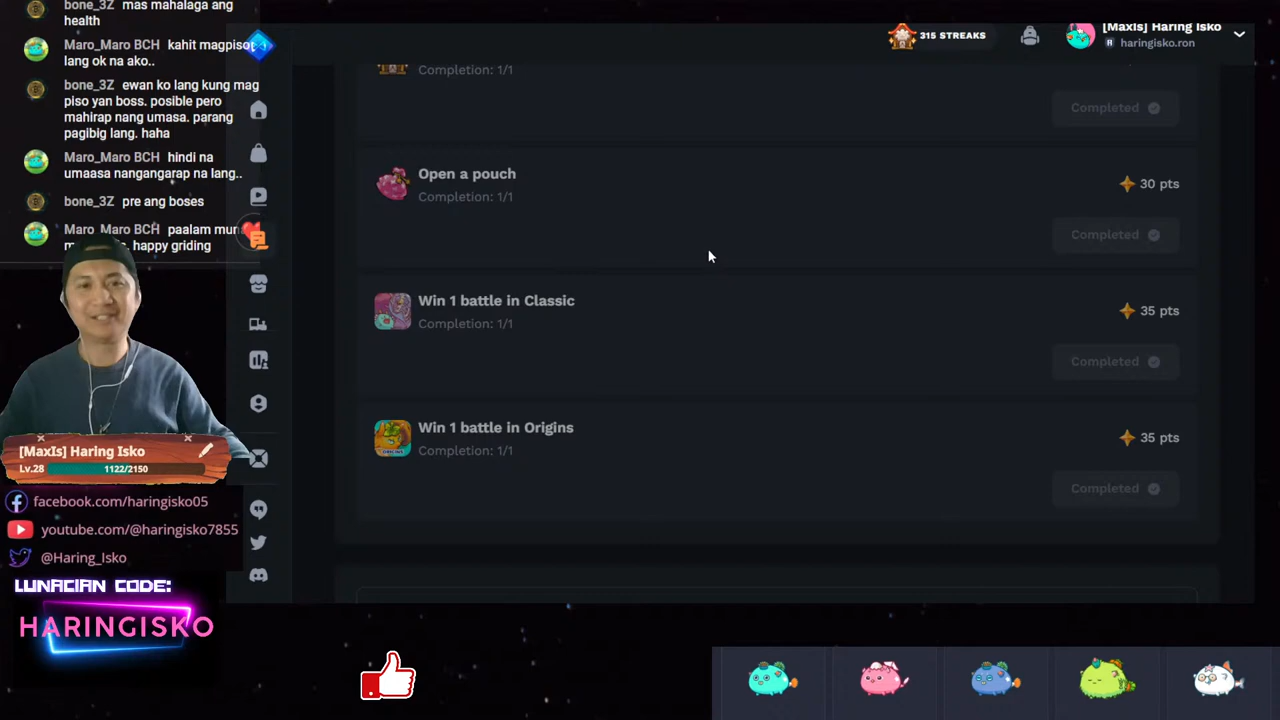 bone_3Z mas mahalaga ang
health
Maro_Maro BCH kahit magpisot
lang ok na ako..
bone_3Z ewan ko lang kung mag
piso yan boss. posible pero
mahirap nang umasa. parang
pagibig lang. haha
Maro_Maro BCH hindi na
umaasa nangangarap na lang..
bone_3Z pre ang boses
Maro_Maro BCH paalam mun
happy griding
[MaxIs] Haring Isko
Lv.28
1122/2150
facebook.com/haringisko05
youtube.com/@haringisko7855
@Haring_Isko
LUNACIAN CODE:
HARINGISKO
315 STREAKS
[MaxIs] Haring Isko
haringisko.ron
Completion: 1/1
Completed
Open a pouch
Completion: 1/1
30 pts
Completed
Win 1 battle in Classic
Completion: 1/1
35 pts
Completed
Win 1 battle in Origins
Completion: 1/1
35 pts
Completed
ORIGINS